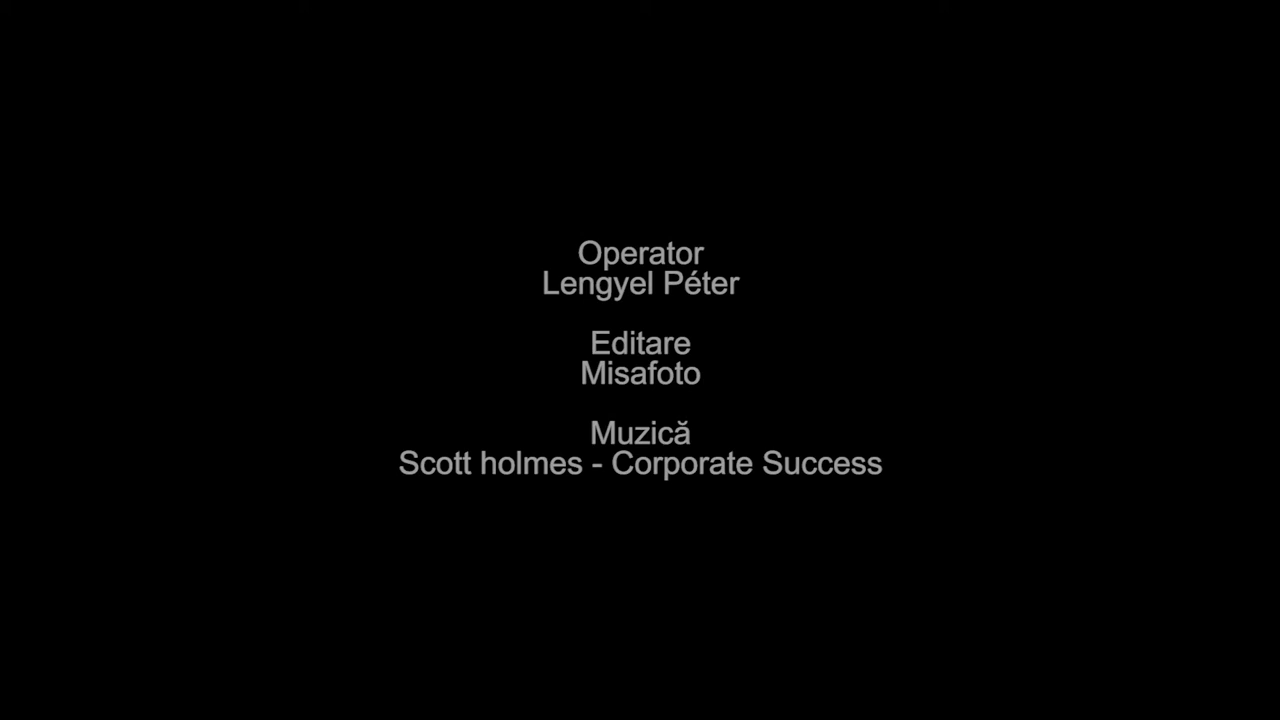 Operator
Lengyel Péter
Editare
Misafoto
Muzică
Scott holmes - Corporate Success